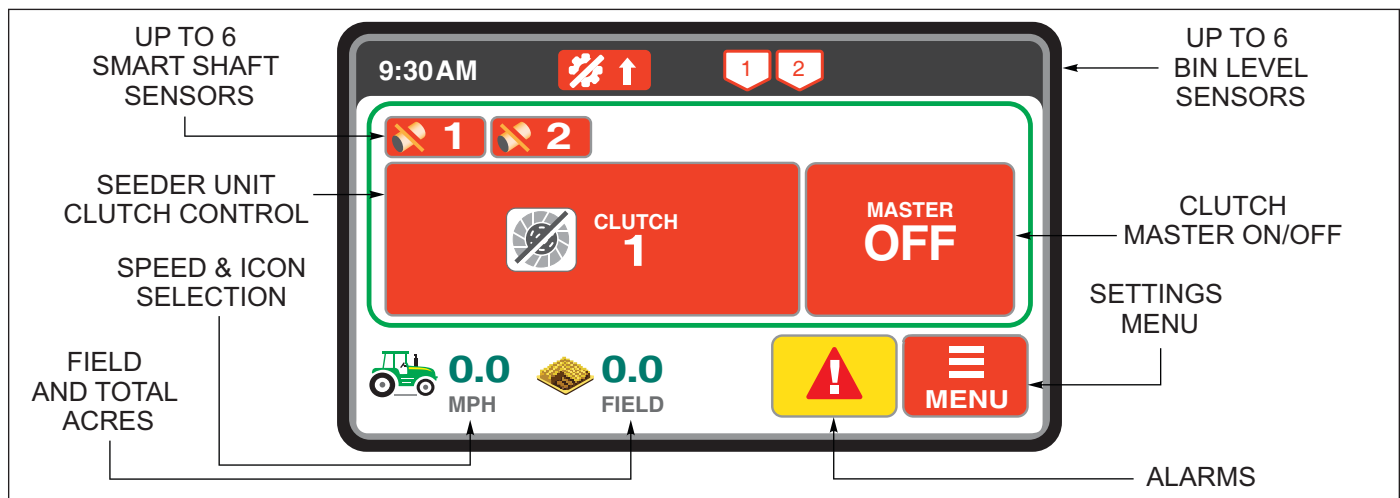 UP TO 6
SMART SHAFT
SENSORS
UP TO 6
BIN LEVEL
SENSORS
9:30AM
1 2
1 2
SEEDER UNIT
CLUTCH CONTROL
CLUTCH
1
MASTER
OFF
CLUTCH
MASTER ON/OFF
SPEED & ICON
SELECTION
SETTINGS
MENU
FIELD
AND TOTAL
ACRES
0.0
MPH
0.0
FIELD
MENU
ALARMS